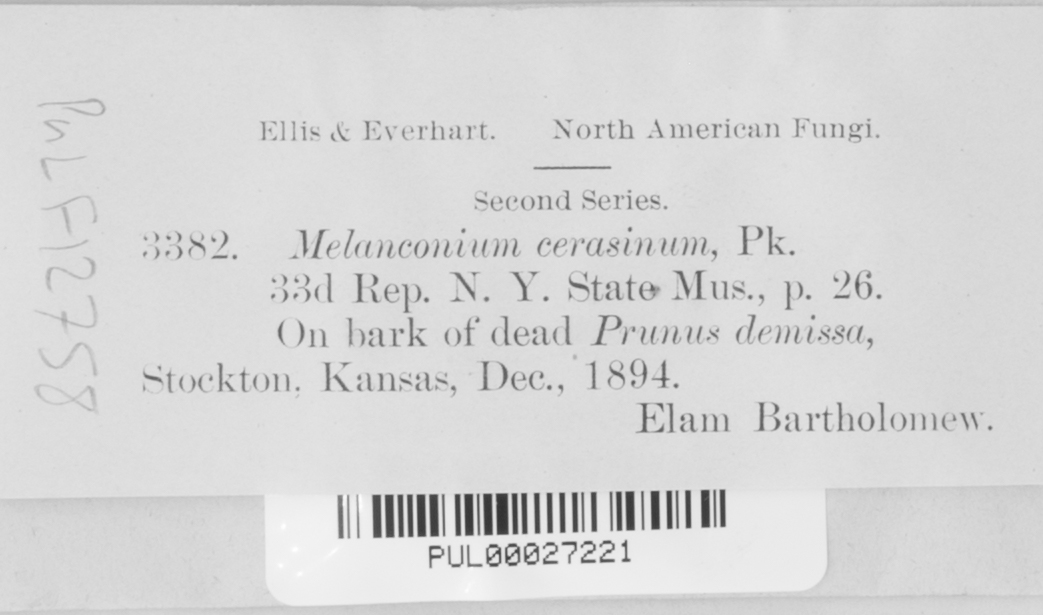 Ellis & Everhart. North American Fungi.
Second Series.
3382. Melanconium cerasinum, Pk.
33d Rep. N. Y. State Mus., p. 26.
On bark of dead Prunus demissa,
Stockton, Kansas, Dec., 1894.
Elam Bartholomew.
PUL F12758
PUL00027221